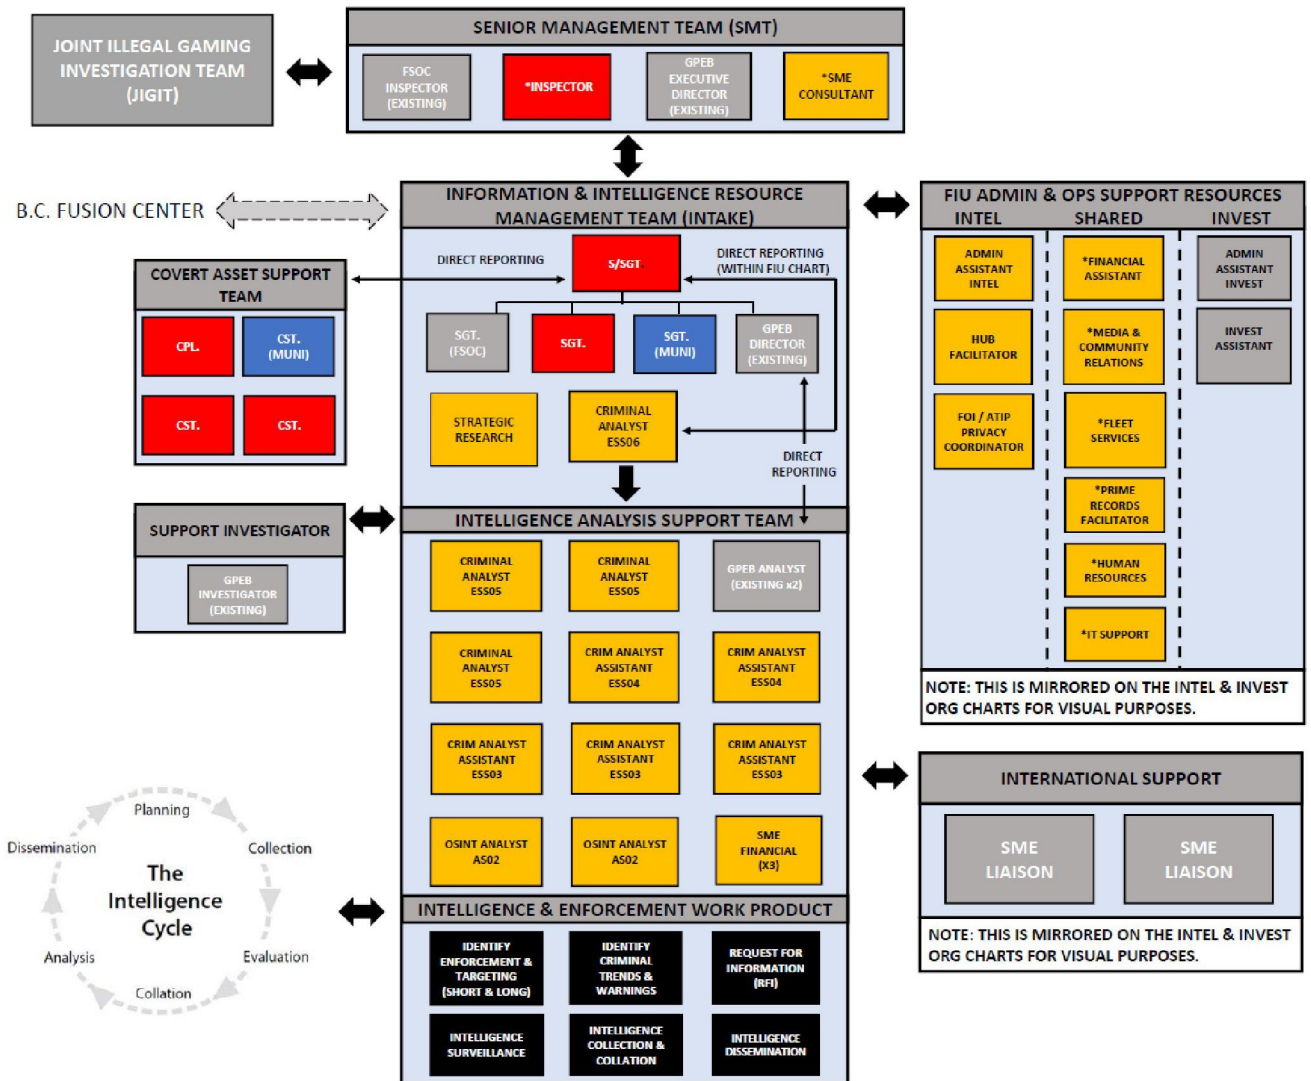 JOINT ILLEGAL GAMING
INVESTIGATION TEAM
(JIGIT)
SENIOR MANAGEMENT TEAM (SMT)
FSOC
INSPECTOR
(EXISTING)
*INSPECTOR
GPEB
EXECUTIVE
DIRECTOR
(EXISTING)
*SME
CONSULTANT
B.C. FUSION CENTER
INFORMATION & INTELLIGENCE RESOURCE
MANAGEMENT TEAM (INTAKE)
DIRECT REPORTING
S/SGT
DIRECT REPORTING
(WITHIN FIU CHART)
SGT.
(FSOC)
SGT.
SGT.
(MUNI)
GPEB
DIRECTOR
(EXISTING)
STRATEGIC
RESEARCH
CRIMINAL
ANALYST
ESS06
DIRECT
REPORTING
COVERT ASSET SUPPORT
TEAM
CPL.
CST.
(MUNI)
CST.
CST.
SUPPORT INVESTIGATOR
GPEB
INVESTIGATOR
(EXISTING)
INTELLIGENCE ANALYSIS SUPPORT TEAM
CRIMINAL
ANALYST
ESS05
CRIMINAL
ANALYST
ESS05
GPEB ANALYST
(EXISTING x2)
CRIMINAL
ANALYST
ESS05
CRIM ANALYST
ASSISTANT
ESS04
CRIM ANALYST
ASSISTANT
ESS04
CRIM ANALYST
ASSISTANT
ESS03
CRIM ANALYST
ASSISTANT
ESS03
CRIM ANALYST
ASSISTANT
ESS03
OSINT ANALYST
AS02
OSINT ANALYST
AS02
SME
FINANCIAL
(X3)
INTELLIGENCE & ENFORCEMENT WORK PRODUCT
IDENTIFY
ENFORCEMENT &
TARGETING
(SHORT & LONG)
IDENTIFY
CRIMINAL
TRENDS &
WARNINGS
REQUEST FOR
INFORMATION
(RFI)
INTELLIGENCE
SURVEILLANCE
INTELLIGENCE
COLLECTION &
COLLATION
INTELLIGENCE
DISSEMINATION
FIU ADMIN & OPS SUPPORT RESOURCES
INTEL SHARED INVEST
ADMIN
ASSISTANT
INTEL
HUB
FACILITATOR
FOI / ATIP
PRIVACY
COORDINATOR
*FINANCIAL
ASSISTANT
*MEDIA &
COMMUNITY
RELATIONS
*FLEET
SERVICES
*PRIME
RECORDS
FACILITATOR
*HUMAN
RESOURCES
*IT SUPPORT
ADMIN
ASSISTANT
INVEST
INVEST
ASSISTANT
NOTE: THIS IS MIRRORED ON THE INTEL & INVEST
ORG CHARTS FOR VISUAL PURPOSES.
INTERNATIONAL SUPPORT
SME
LIAISON
SME
LIAISON
NOTE: THIS IS MIRRORED ON THE INTEL & INVEST
ORG CHARTS FOR VISUAL PURPOSES.
The
Intelligence
Cycle
Planning
Collection
Evaluation
Collation
Analysis
Dissemination